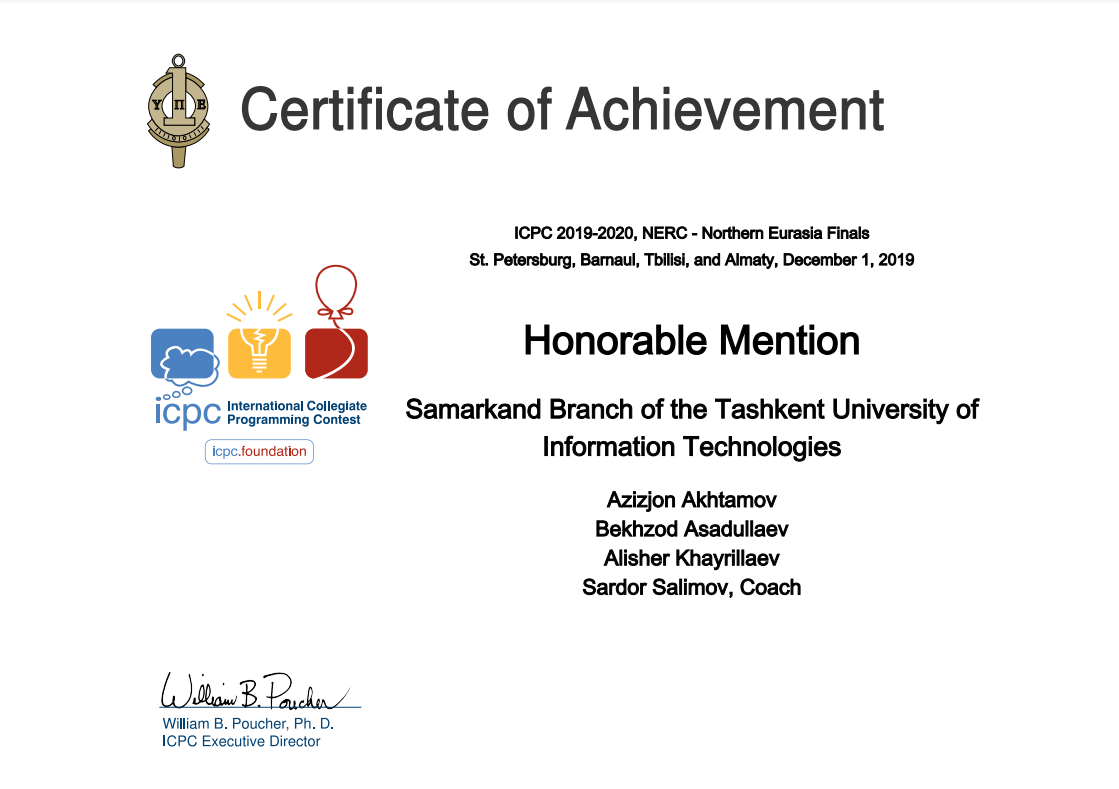 Υ Π Ε
Certificate of Achievement
ICPC 2019-2020, NERC - Northern Eurasia Finals
St. Petersburg, Barnaul, Tbilisi, and Almaty, December 1, 2019
Honorable Mention
icpc International Collegiate
Programming Contest
icpc.foundation
Samarkand Branch of the Tashkent University of
Information Technologies
Azizjon Akhtamov
Bekhzod Asadullaev
Alisher Khayrillaev
Sardor Salimov, Coach
William B. Poucher
William B. Poucher, Ph. D.
ICPC Executive Director